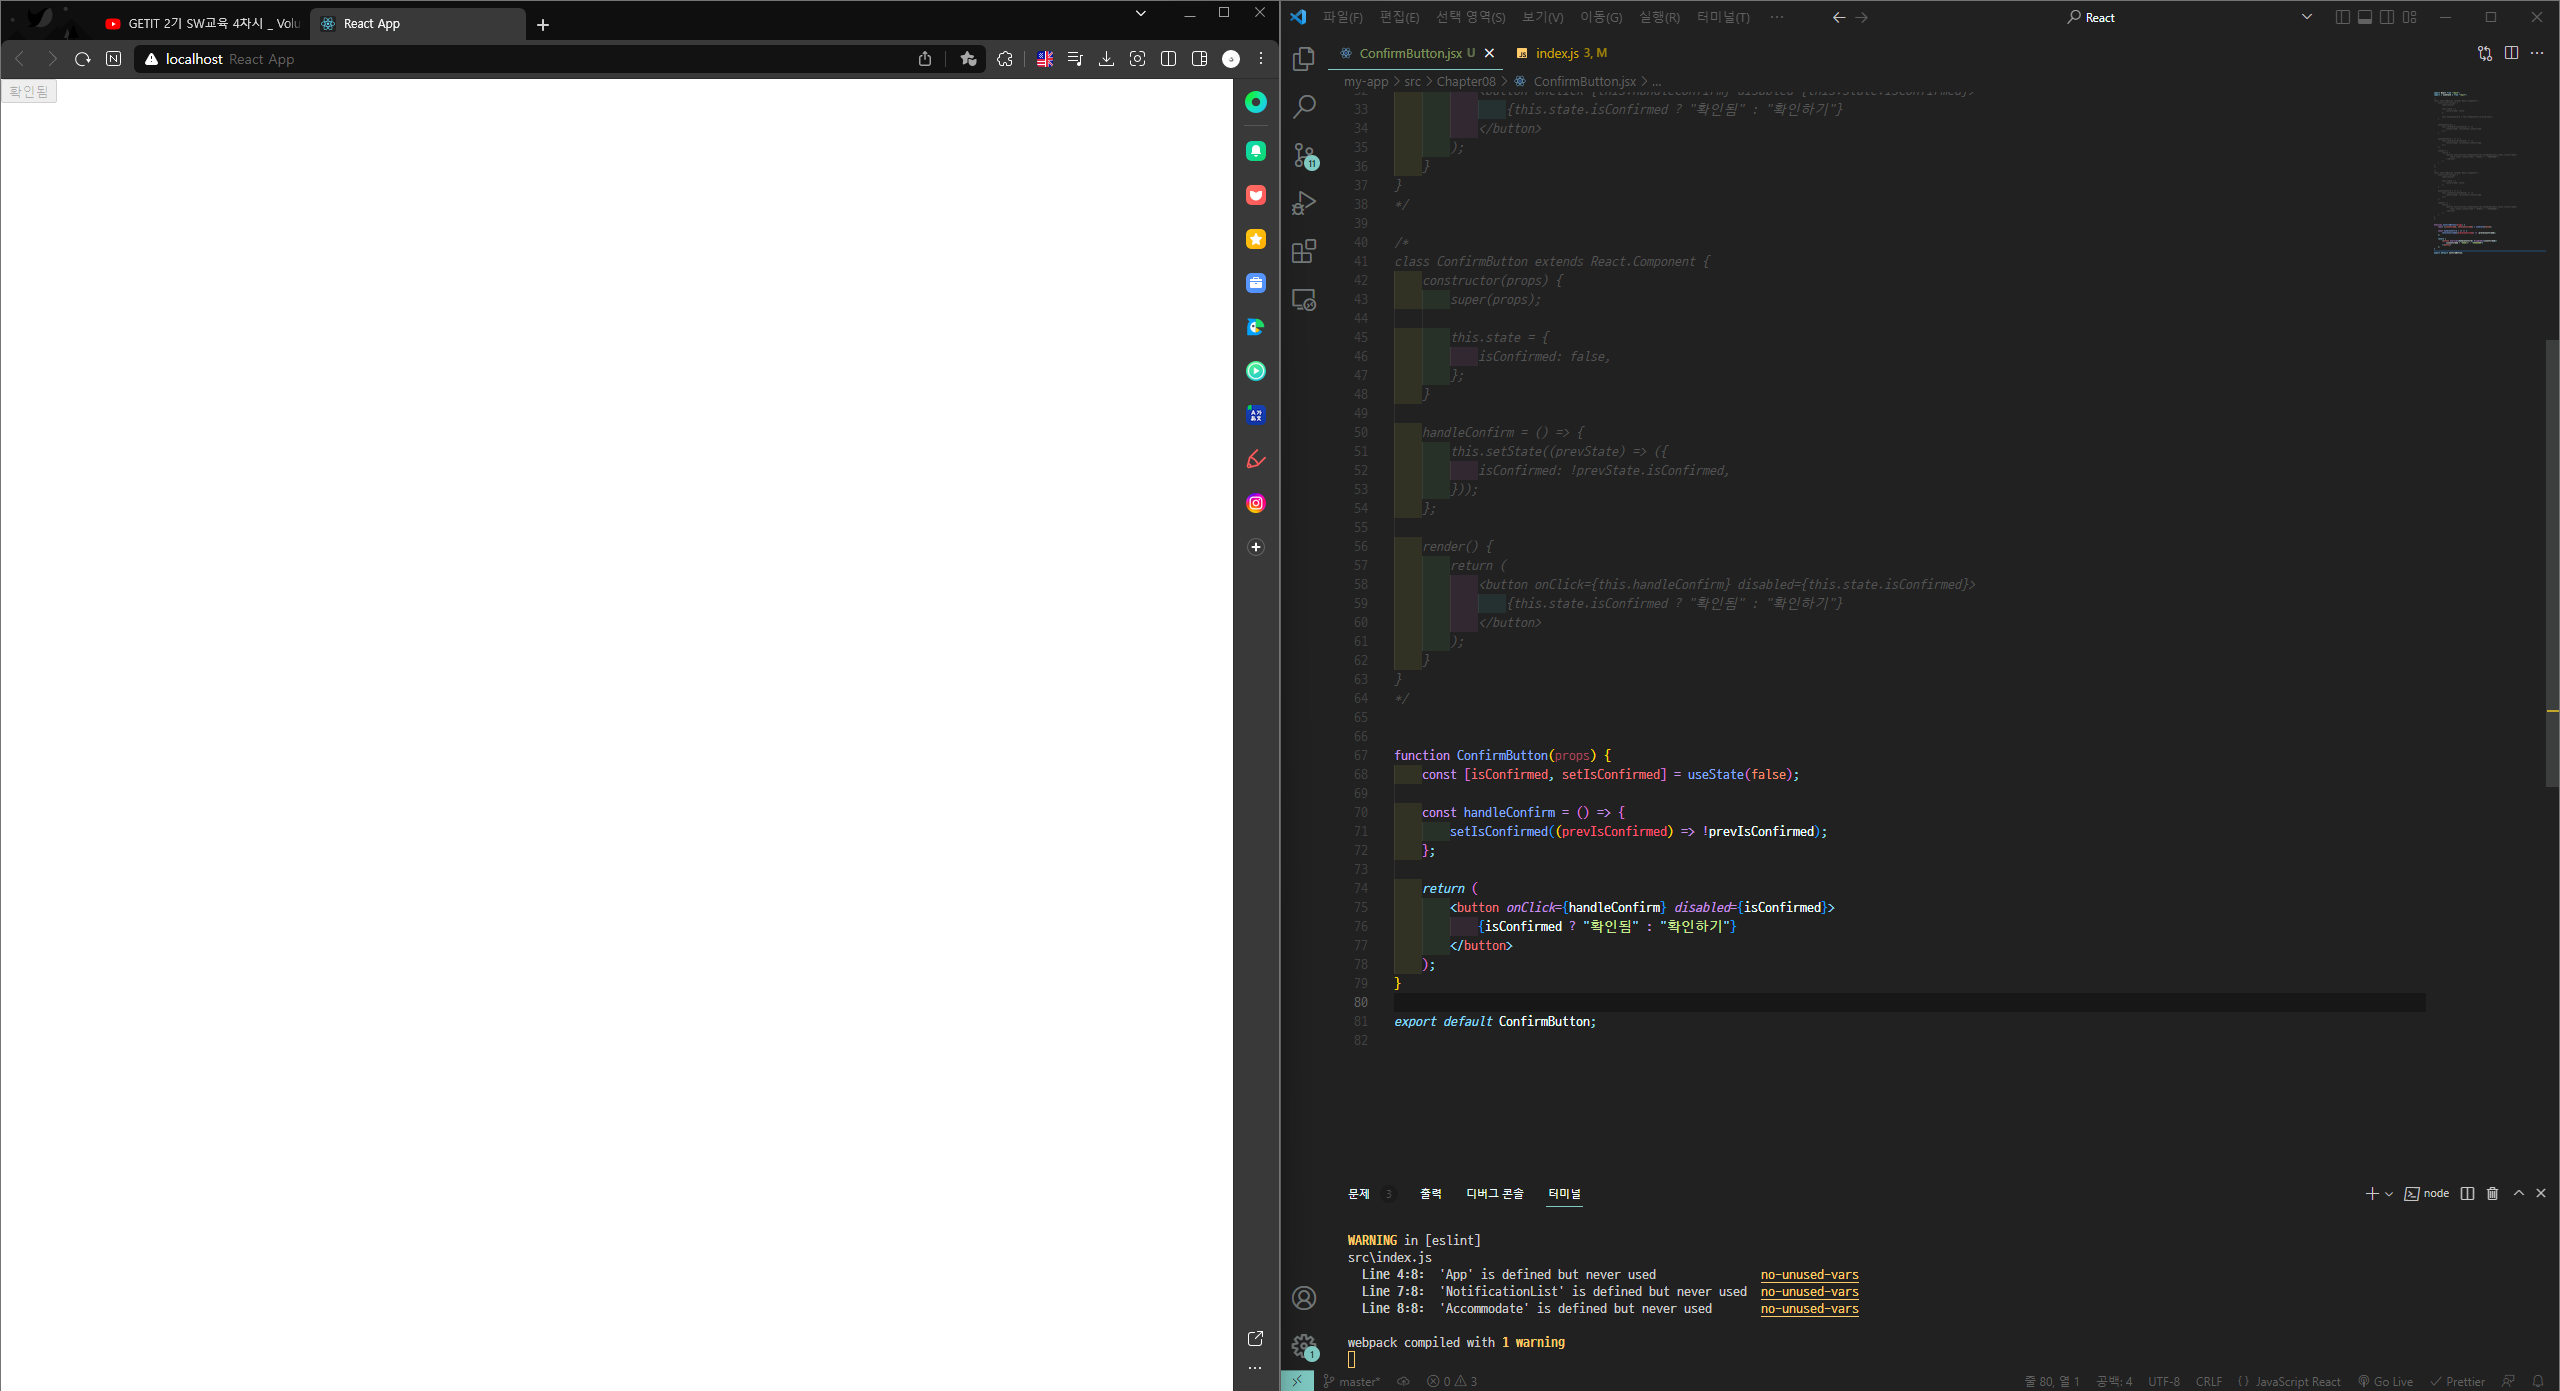 GETIT 2기 SW교육 4차시 _ Volu
React App
localhost React App
확인됨
파일(F) 편집(E) 선택 영역(S) 보기(V) 이동(G) 실행(R) 터미널(T) ···
React
ConfirmButton.jsx U
index.js 3, M
my-app > src > Chapter08 > ConfirmButton.jsx > ...
33 {this.state.isConfirmed ? "확인됨" : "확인하기"}
34 </button>
35 );
36 }
37 }
38 */
39
40 /*
41 class ConfirmButton extends React.Component {
42 constructor(props) {
43 super(props);
44
45 this.state = {
46 isConfirmed: false,
47 };
48 }
49
50 handleConfirm = () => {
51 this.setState((prevState) => ({
52 isConfirmed: !prevState.isConfirmed,
53 }));
54 };
55
56 render() {
57 return (
58 <button onClick={this.handleConfirm} disabled={this.state.isConfirmed}>
59 {this.state.isConfirmed ? "확인됨" : "확인하기"}
60 </button>
61 );
62 }
63 }
64 */
65
66
67 function ConfirmButton(props) {
68 const [isConfirmed, setIsConfirmed] = useState(false);
69
70 const handleConfirm = () => {
71 setIsConfirmed((prevIsConfirmed) => !prevIsConfirmed);
72 };
73
74 return (
75 <button onClick={handleConfirm} disabled={isConfirmed}>
76 {isConfirmed ? "확인됨" : "확인하기"}
77 </button>
78 );
79 }
80
81 export default ConfirmButton;
82
문제 3 출력 디버그 콘솔 터미널
node
WARNING in [eslint]
src\index.js
Line 4:8: 'App' is defined but never used no-unused-vars
Line 7:8: 'NotificationList' is defined but never used no-unused-vars
Line 8:8: 'Accommodate' is defined but never used no-unused-vars
webpack compiled with 1 warning
11
1
master* 0 3
줄 80, 열 1 공백: 4 UTF-8 CRLF {} JavaScript React Go Live Prettier